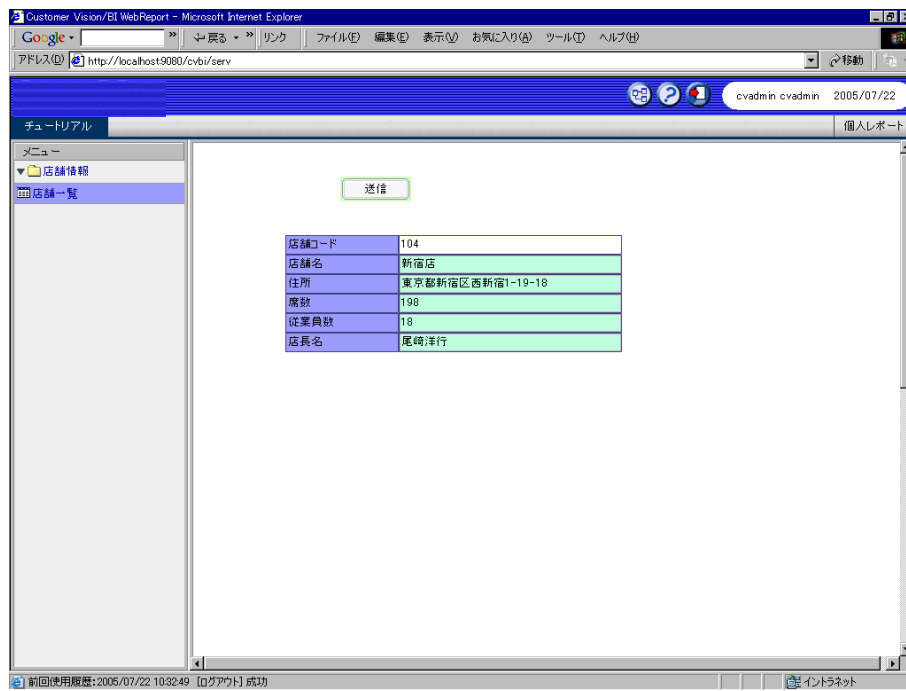 Customer Vision/BI WebReport - Microsoft Internet Explorer
Google » 戻る » リンク ファイル(F) 編集(E) 表示(V) お気に入り(A) ツール(T) ヘルプ(H)
アドレス(D) http://localhost:9080/cvbi/serv 移動
cvadmin cvadmin 2005/07/22
チュートリアル 個人レポート
メニュー
店舗情報
店舗一覧
送信
店舗コード 104
店舗名 新宿店
住所 東京都新宿区西新宿1-19-18
席数 198
従業員数 18
店長名 尾崎洋行
前回使用履歴:2005/07/22 10:32:49 [ログアウト] 成功 イントラネット